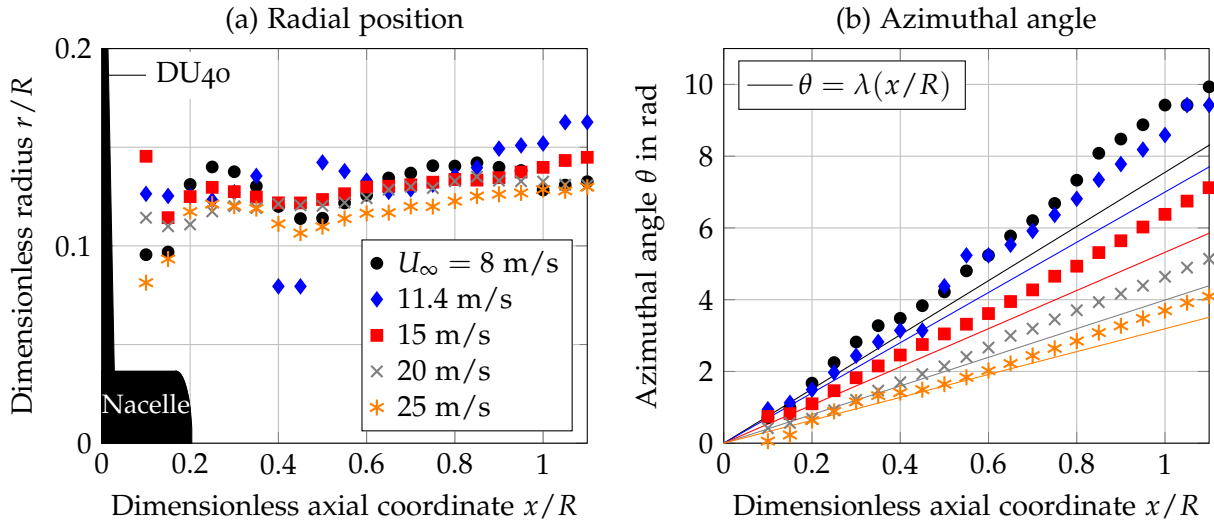 (a) Radial position
Dimensionless radius r/R
0.2
0.1
0
DU40
Nacelle
U∞ = 8 m/s
11.4 m/s
15 m/s
20 m/s
25 m/s
0 0.2 0.4 0.6 0.8 1
Dimensionless axial coordinate x/R
(b) Azimuthal angle
Azimuthal angle θ in rad
10
8
6
4
2
0
θ = λ(x/R)
0 0.2 0.4 0.6 0.8 1
Dimensionless axial coordinate x/R